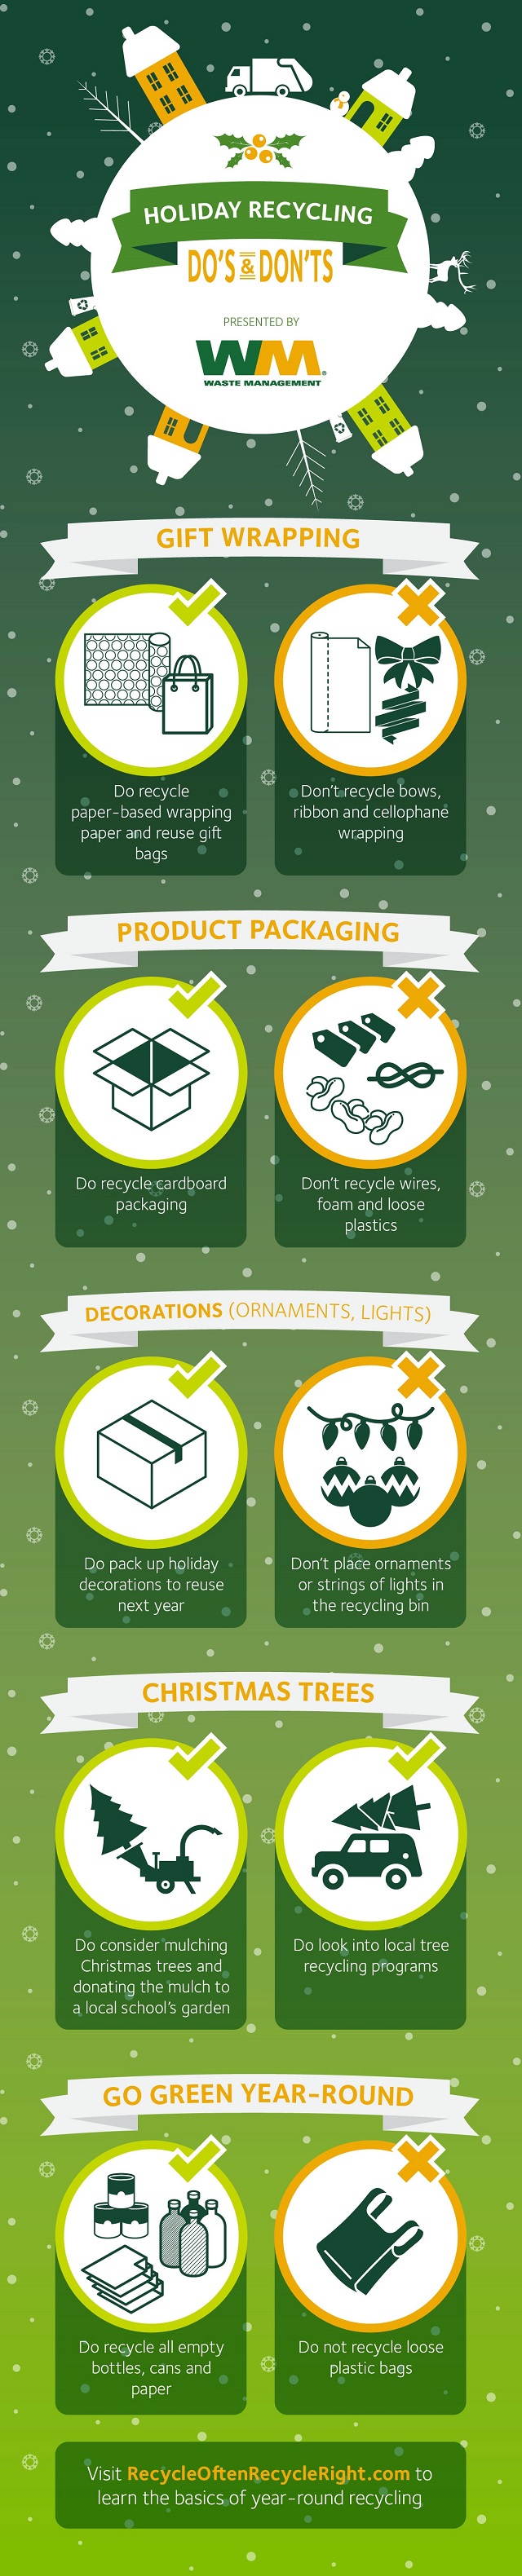 HOLIDAY RECYCLING
DO'S & DON'TS
PRESENTED BY
WM
WASTE MANAGEMENT
GIFT WRAPPING
Do recycle
paper-based wrapping
paper and reuse gift
bags
Don't recycle bows,
ribbon and cellophane
wrapping
PRODUCT PACKAGING
Do recycle cardboard
packaging
Don't recycle wires,
foam and loose
plastics
DECORATIONS (ORNAMENTS, LIGHTS)
Do pack up holiday
decorations to reuse
next year
Don't place ornaments
or strings of lights in
the recycling bin
CHRISTMAS TREES
Do consider mulching
Christmas trees and
donating the mulch to
a local school's garden
Do look into local tree
recycling programs
GO GREEN YEAR-ROUND
Do recycle all empty
bottles, cans and
paper
Do not recycle loose
plastic bags
Visit RecycleOftenRecycleRight.com to
learn the basics of year-round recycling